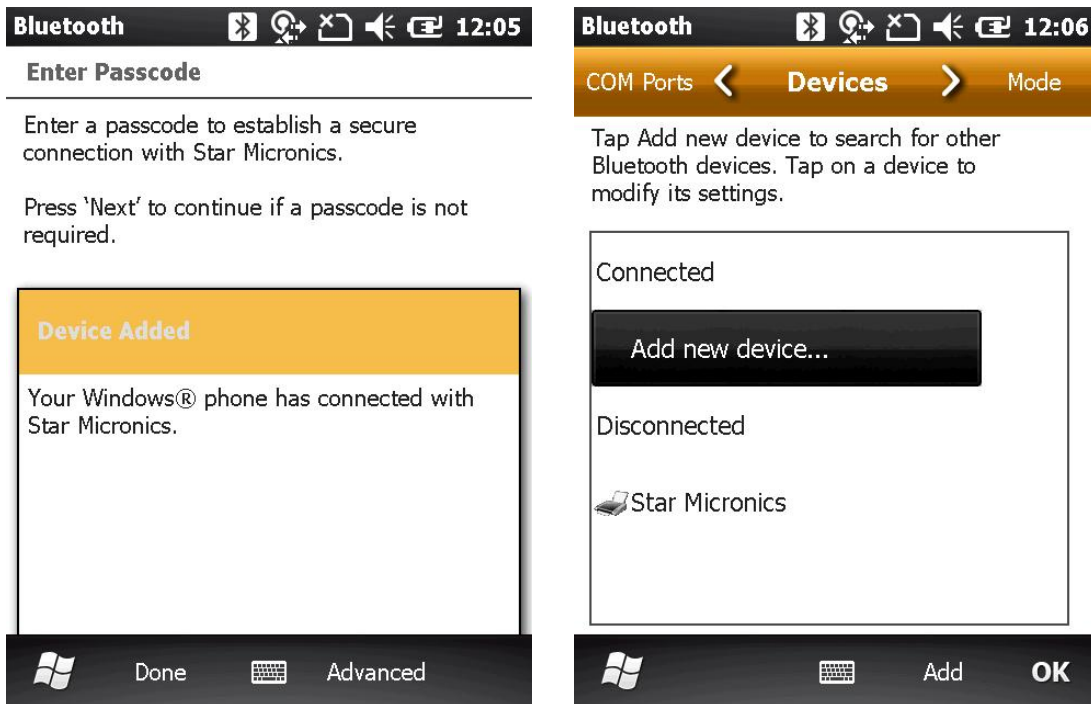 Bluetooth 12:05
Enter Passcode
Enter a passcode to establish a secure
connection with Star Micronics.
Press ‘Next’ to continue if a passcode is not
required.
Device Added
Your Windows® phone has connected with
Star Micronics.
Done Advanced
Bluetooth 12:06
COM Ports Devices Mode
Tap Add new device to search for other
Bluetooth devices. Tap on a device to
modify its settings.
Connected
Add new device...
Disconnected
Star Micronics
Add OK